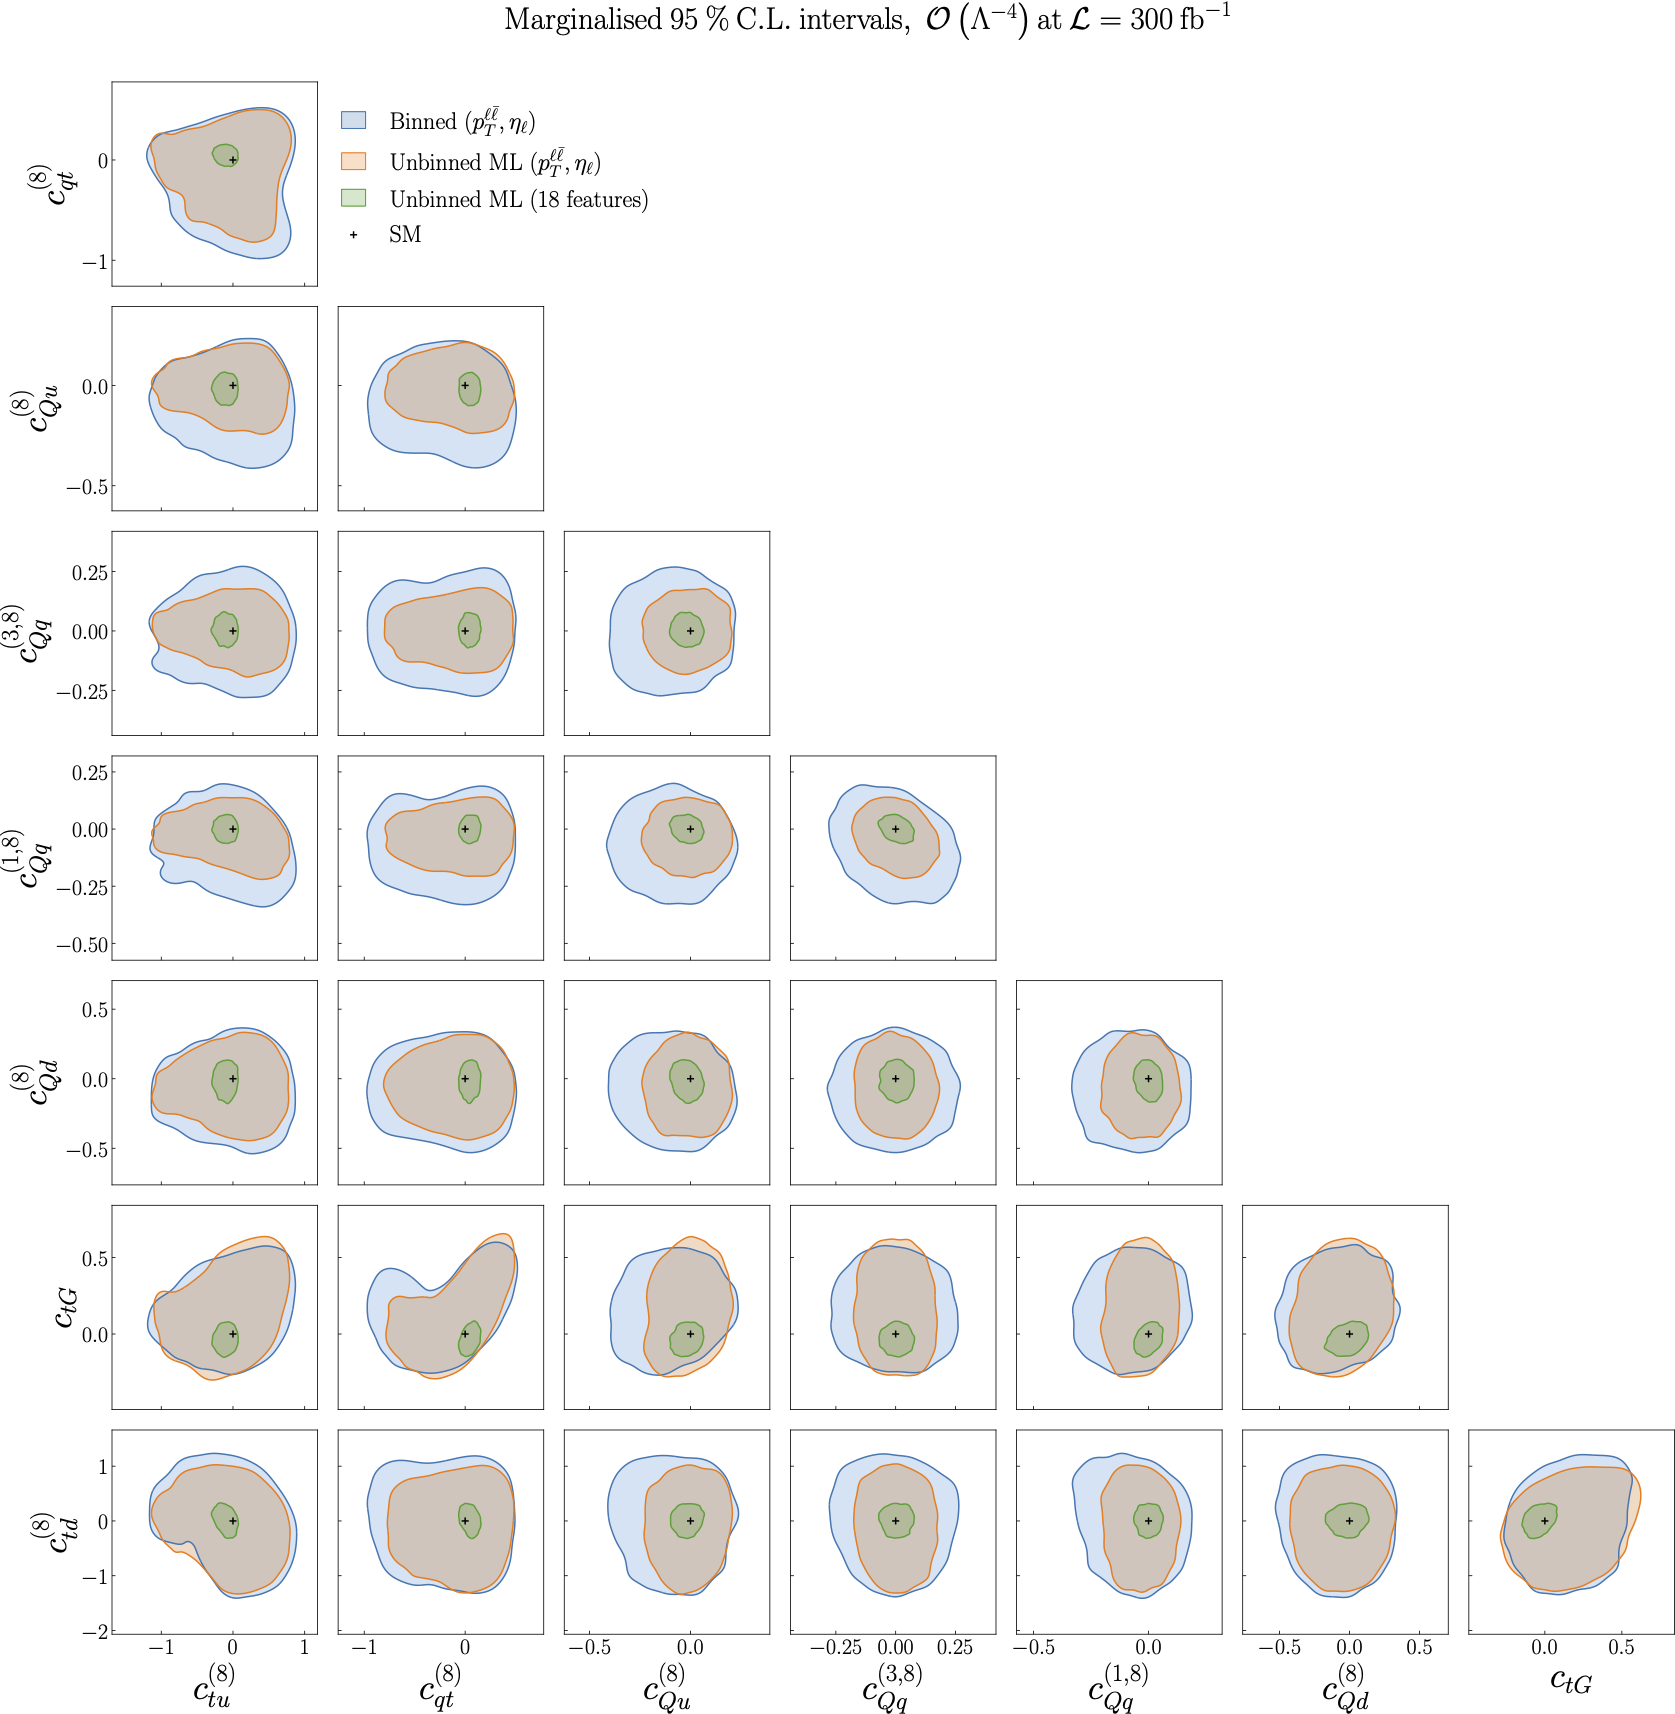 Marginalised 95 % C.L. intervals, 𝒪 (Λ⁻⁴) at ℒ = 300 fb⁻¹
Binned (p_T^{ℓℓ̄}, η_ℓ)
Unbinned ML (p_T^{ℓℓ̄}, η_ℓ)
Unbinned ML (18 features)
SM
c_{qt}^{(8)}
0
−1
c_{Qu}^{(8)}
0.0
−0.5
c_{Qq}^{(3,8)}
0.25
0.00
−0.25
c_{Qq}^{(1,8)}
0.25
0.00
−0.25
−0.50
c_{Qd}^{(8)}
0.5
0.0
−0.5
c_{tG}
0.5
0.0
c_{td}^{(8)}
1
0
−1
−2
−1 0 1 −1 0 −0.5 0.0 −0.25 0.00 0.25 −0.5 0.0 −0.5 0.0 0.5 0.0 0.5
c_{tu}^{(8)} c_{qt}^{(8)} c_{Qu}^{(8)} c_{Qq}^{(3,8)} c_{Qq}^{(1,8)} c_{Qd}^{(8)} c_{tG}